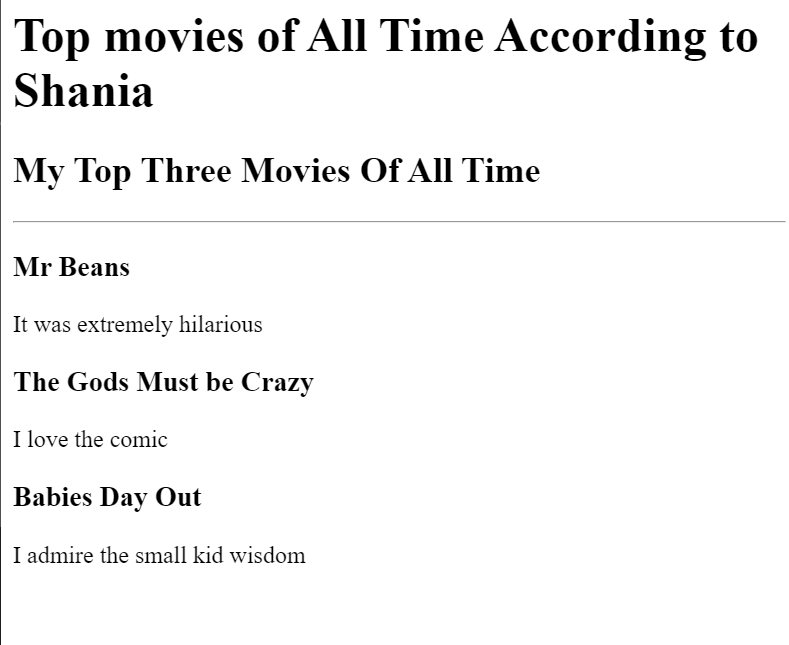 Top movies of All Time According to
Shania
My Top Three Movies Of All Time
Mr Beans
It was extremely hilarious
The Gods Must be Crazy
I love the comic
Babies Day Out
I admire the small kid wisdom